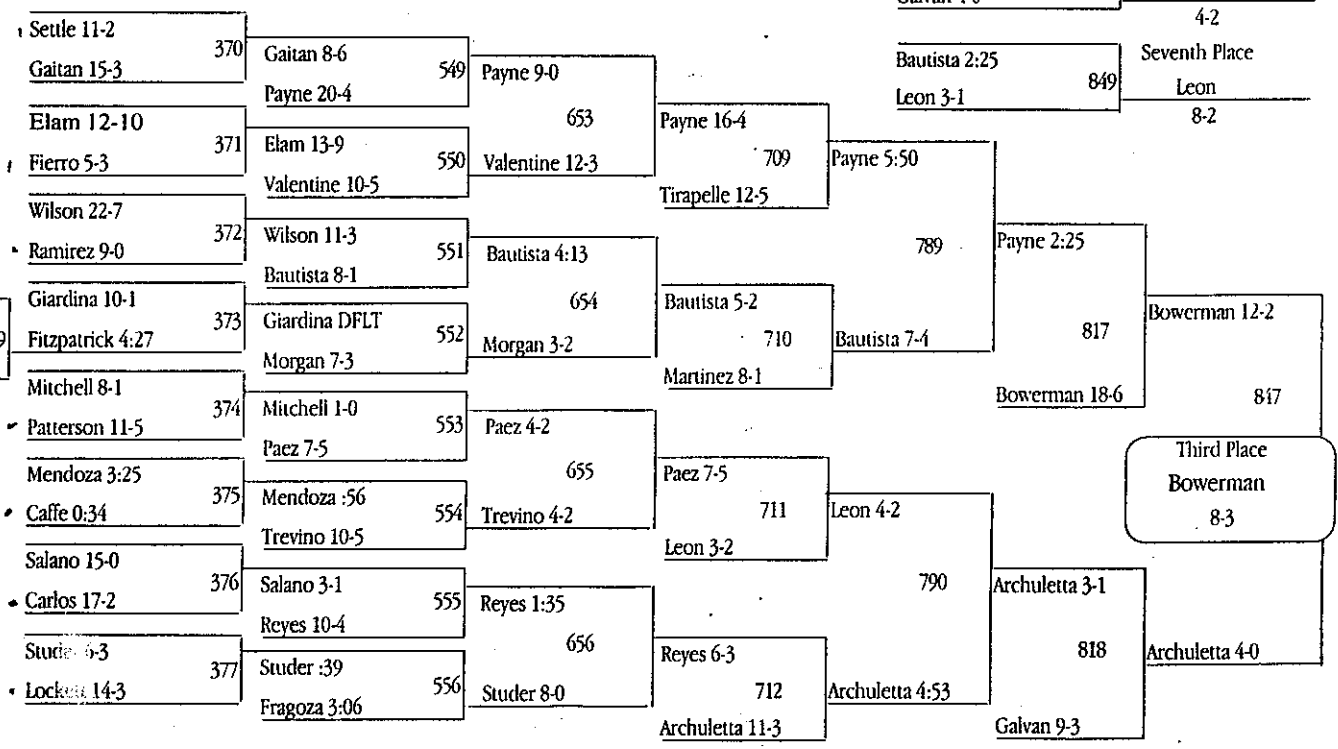 Settle 11-2
370
Gaitan 15-3
Elam 12-10
371
Fierro 5-3
Wilson 22-7
372
Ramirez 9-0
Giardina 10-1
373
Fitzpatrick 4:27
Mitchell 8-1
374
Patterson 11-5
Mendoza 3:25
375
Caffe 0:34
Salano 15-0
376
Carlos 17-2
6-3
377
14-3
Gaitan 8-6
549
Payne 20-4
Elam 13-9
550
Valentine 10-5
Wilson 11-3
551
Bautista 8-1
Giardina DFLT
552
Morgan 7-3
Mitchell 1-0
553
Paez 7-5
Mendoza :56
554
Trevino 10-5
Salano 3-1
555
Reyes 10-4
Studer :39
556
Fragoza 3:06
Payne 9-0
653
Valentine 12-3
Bautista 4:13
654
Morgan 3-2
Paez 4-2
655
Trevino 4-2
Reyes 1:35
656
Studer 8-0
Payne 16-4
709
Tirapelle 12-5
Bautista 5-2
710
Martinez 8-1
Paez 7-5
711
Leon 3-2
Reyes 6-3
712
Archuletta 11-3
Payne 5:50
789
Bautista 7-4
Leon 4-2
790
Archuletta 4:53
Payne 2:25
817
Bowerman 18-6
Archuletta 3-1
818
Galvan 9-3
Bowerman 12-2
847
Archuletta 4-0
Third Place
Bowerman
8-3
4-2
Bautista 2:25
849
Leon 3-1
Seventh Place
Leon
8-2